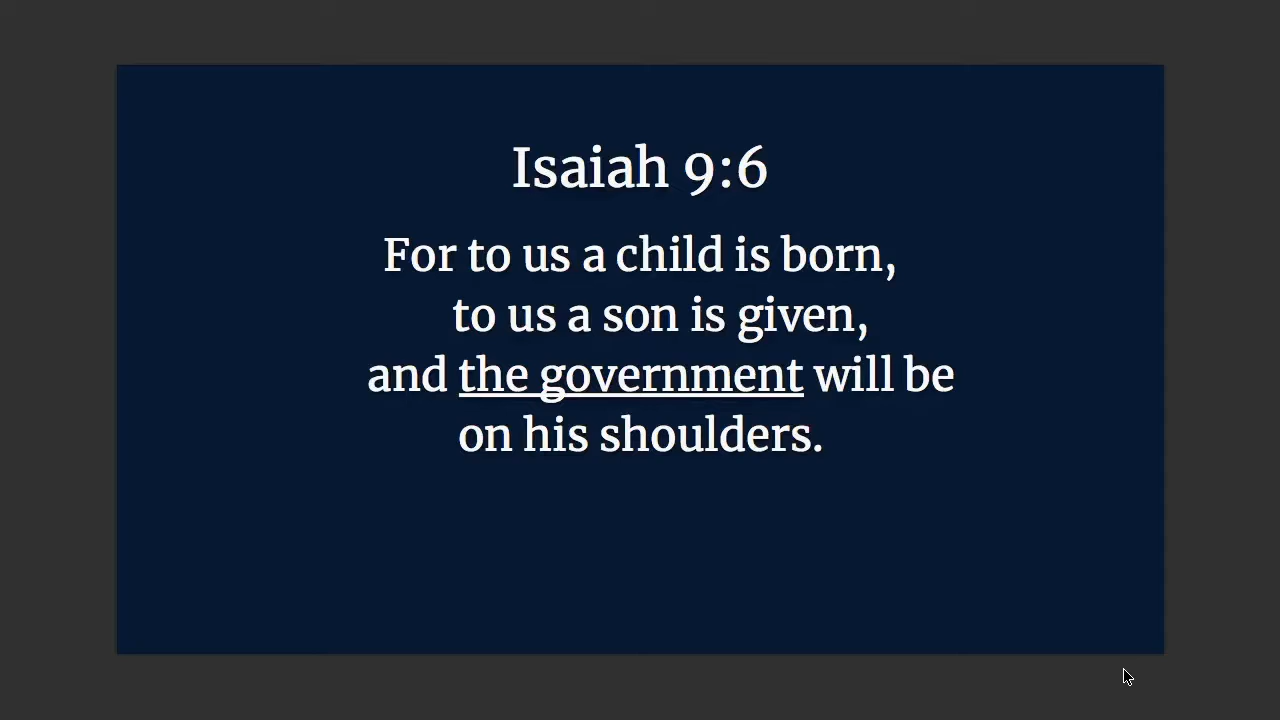 Isaiah 9:6
For to us a child is born,
to us a son is given,
and the government will be
on his shoulders.